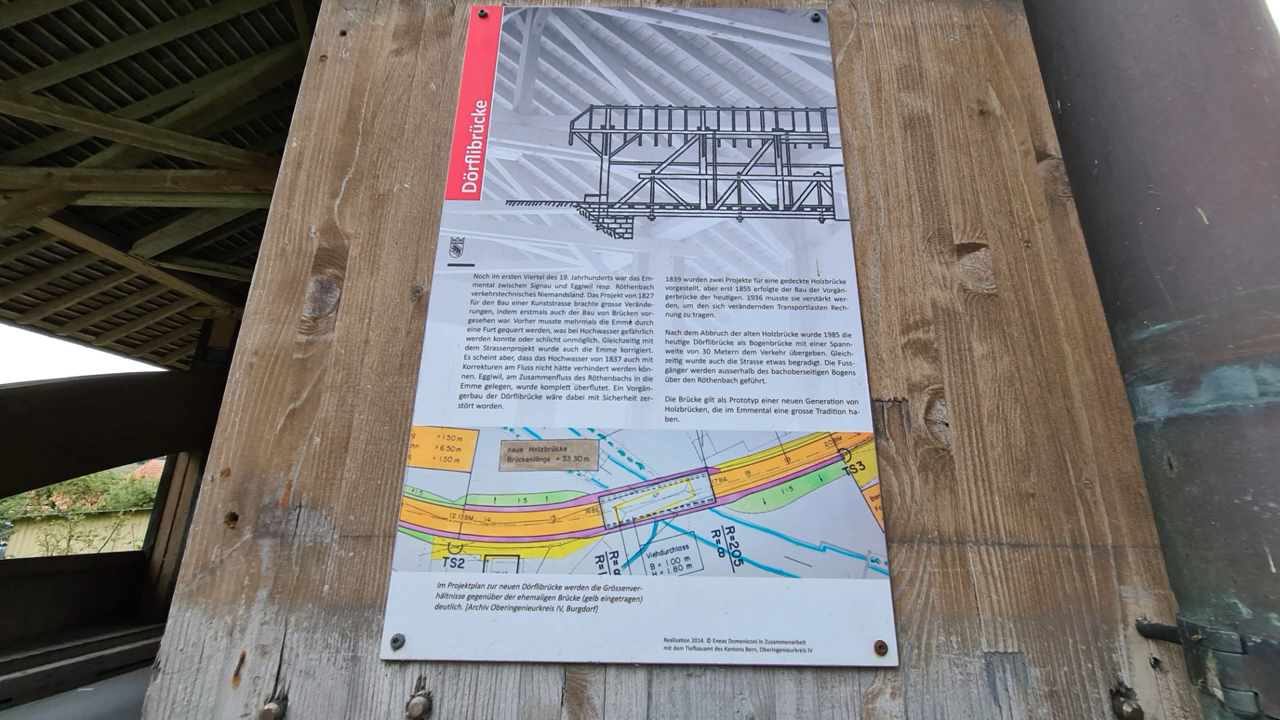 Dörflibrücke
Noch im ersten Viertel des 19. Jahrhunderts war das Em-
mental zwischen Signau und Eggiwil resp. Röthenbach
verkehrstechnisches Niemandsland. Das Projekt von 1827
für den Bau einer Kunststrasse brachte grosse Verände-
rungen, indem erstmals auch der Bau von Brücken vor-
gesehen war. Vorher musste mehrmals die Emme durch
eine Furt gequert werden, was bei Hochwasser gefährlich
werden konnte oder schlicht unmöglich. Gleichzeitig mit
dem Strassenprojekt wurde auch die Emme korrigiert.
Es scheint aber, dass das Hochwasser von 1837 auch mit
Korrekturen am Fluss nicht hätte verhindert werden kön-
nen. Eggiwil, am Zusammenfluss des Röthenbachs in die
Emme gelegen, wurde komplett überflutet. Ein Vorgän-
gerbau der Dörflibrücke wäre dabei mit Sicherheit zer-
stört worden.
1839 wurden zwei Projekte für eine gedeckte Holzbrücke
vorgestellt, aber erst 1855 erfolgte der Bau der Vorgän-
gerbrücke der heutigen. 1936 musste sie verstärkt wer-
den, um den sich verändernden Transportlasten Rech-
nung zu tragen.
Nach dem Abbruch der alten Holzbrücke wurde 1985 die
heutige Dörflibrücke als Bogenbrücke mit einer Spann-
weite von 30 Metern dem Verkehr übergeben. Gleich-
zeitig wurde auch die Strasse etwas begradigt. Die Fuss-
gänger werden ausserhalb des bachoberseitigen Bogens
über den Röthenbach geführt.
Die Brücke gilt als Prototyp einer neuen Generation von
Holzbrücken, die im Emmental eine grosse Tradition ha-
ben.
= 1.50 m
= 6.50 m
= 1.50 m
neue Holzbrücke
Brückenlänge = 33.30 m
1:5
1:5
TS2
TS3
R=205
R=∞
Viehdurchlass
B = 1.00 m
H = 1.80 m
Im Projektplan zur neuen Dörflibrücke werden die Grössenver-
hältnisse gegenüber der ehemaligen Brücke (gelb eingetragen)
deutlich. [Archiv Oberingenieurkreis IV, Burgdorf]
Realisation 2014. © Eneas Domeniconi in Zusammenarbeit
mit dem Tiefbauamt des Kantons Bern, Oberingenieurkreis IV